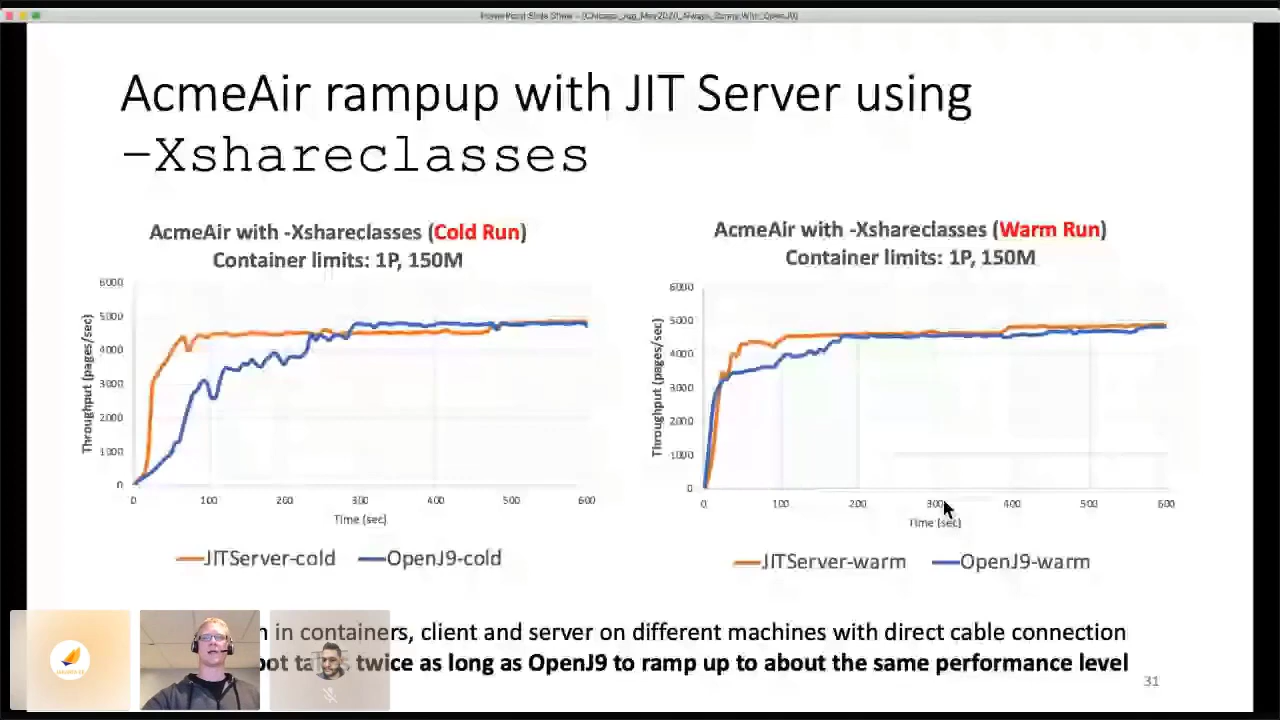 PowerPoint Slide Show - [Chicago_Jug_May2020_Always_Sunny_With_OpenJ9]
AcmeAir rampup with JIT Server using
-Xshareclasses
AcmeAir with -Xshareclasses (Cold Run)
Container limits: 1P, 150M
6000
5000
4000
3000
2000
1000
0
Throughput (pages/sec)
0 100 200 300 400 500 600
Time (sec)
JITServer-cold OpenJ9-cold
AcmeAir with -Xshareclasses (Warm Run)
Container limits: 1P, 150M
6000
5000
4000
3000
2000
1000
0
Throughput (pages/sec)
0 100 200 300 400 500 600
Time (sec)
JITServer-warm OpenJ9-warm
n in containers, client and server on different machines with direct cable connection
twice as long as OpenJ9 to ramp up to about the same performance level
31